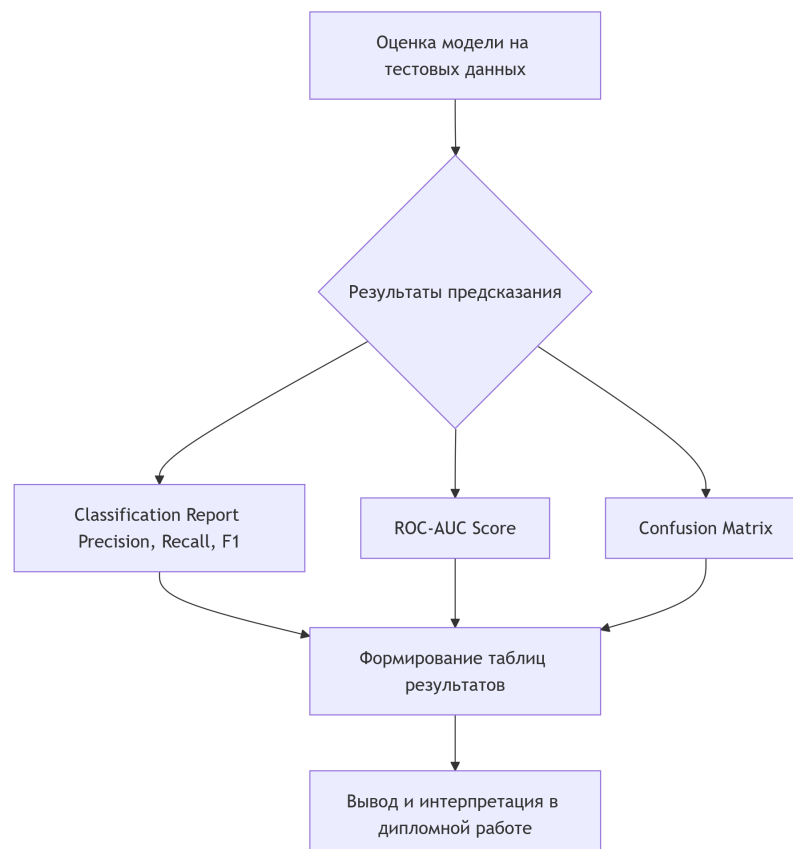 Оценка модели на
тестовых данных
Результаты предсказания
Classification Report
Precision, Recall, F1
ROC-AUC Score
Confusion Matrix
Формирование таблиц
результатов
Вывод и интерпретация в
дипломной работе